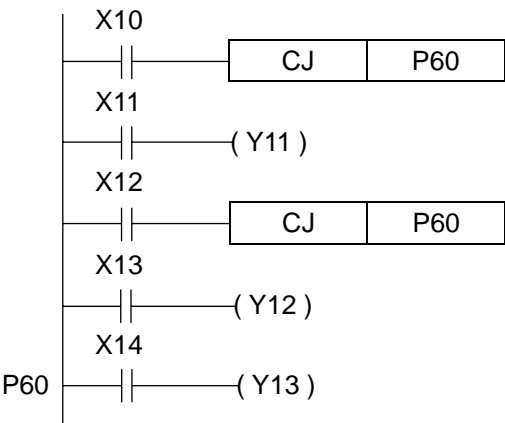 X10
CJ P60
X11
( Y11 )
X12
CJ P60
X13
( Y12 )
X14
P60 ( Y13 )